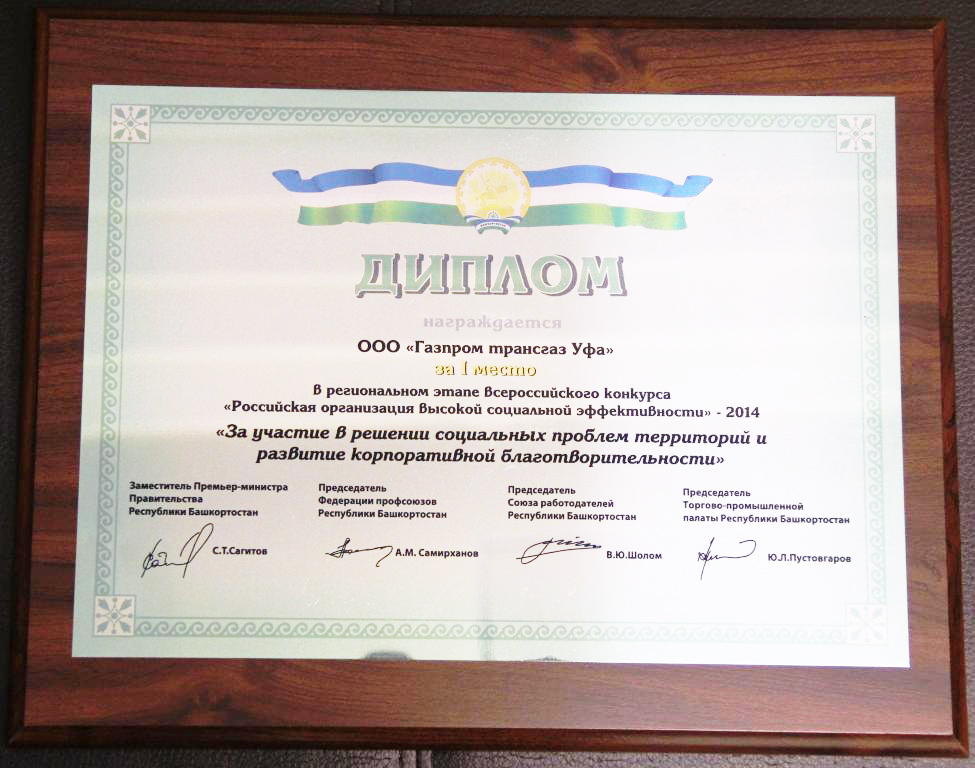 ДИПЛОМ
награждается
ООО «Газпром трансгаз Уфа»
за I место
в региональном этапе Всероссийского конкурса
«Российская организация высокой социальной эффективности» - 2014
«За участие в решении социальных проблем территорий и
развитие корпоративной благотворительности»
Заместитель Премьер-министра
Правительства
Республики Башкортостан
С.Т.Сагитов
Председатель
Федерации профсоюзов
Республики Башкортостан
А.М. Самирханов
Председатель
Союза работодателей
Республики Башкортостан
В.Ю.Шолом
Председатель
Торгово-промышленной
палаты Республики Башкортостан
Ю.Л.Пустовгаров